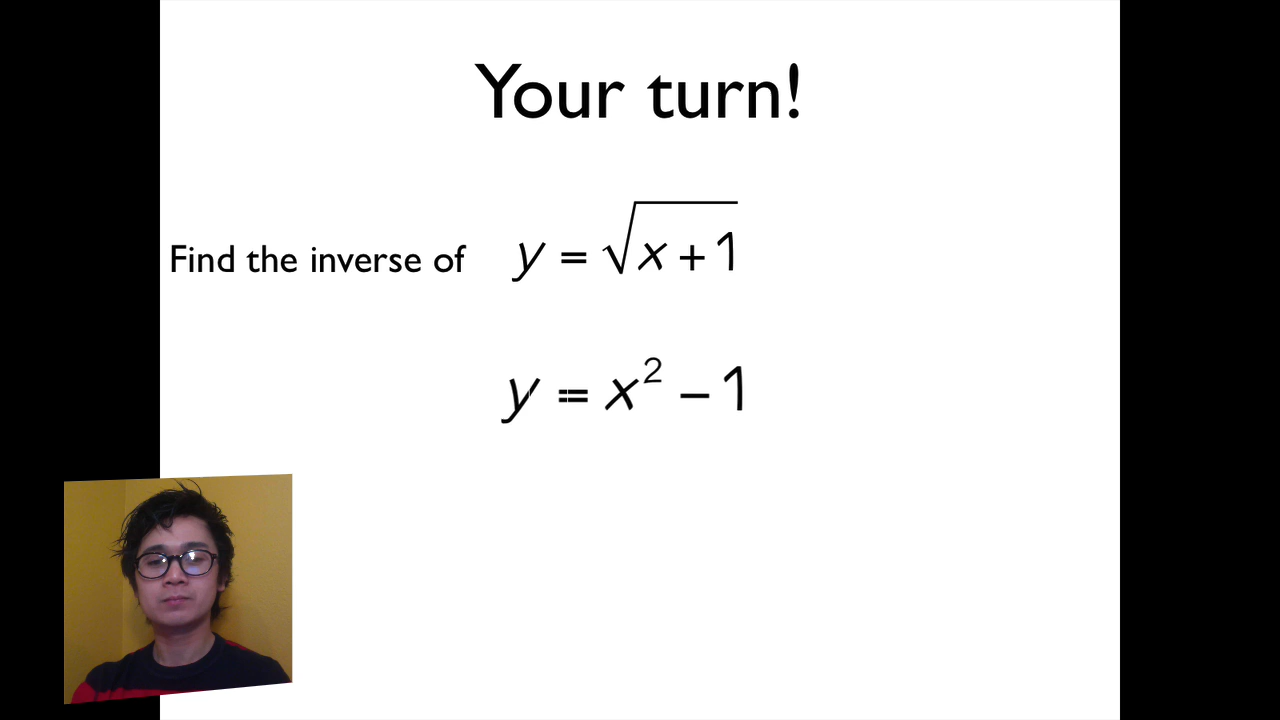 Your turn!
Find the inverse of y = √(x + 1)
y = x² − 1